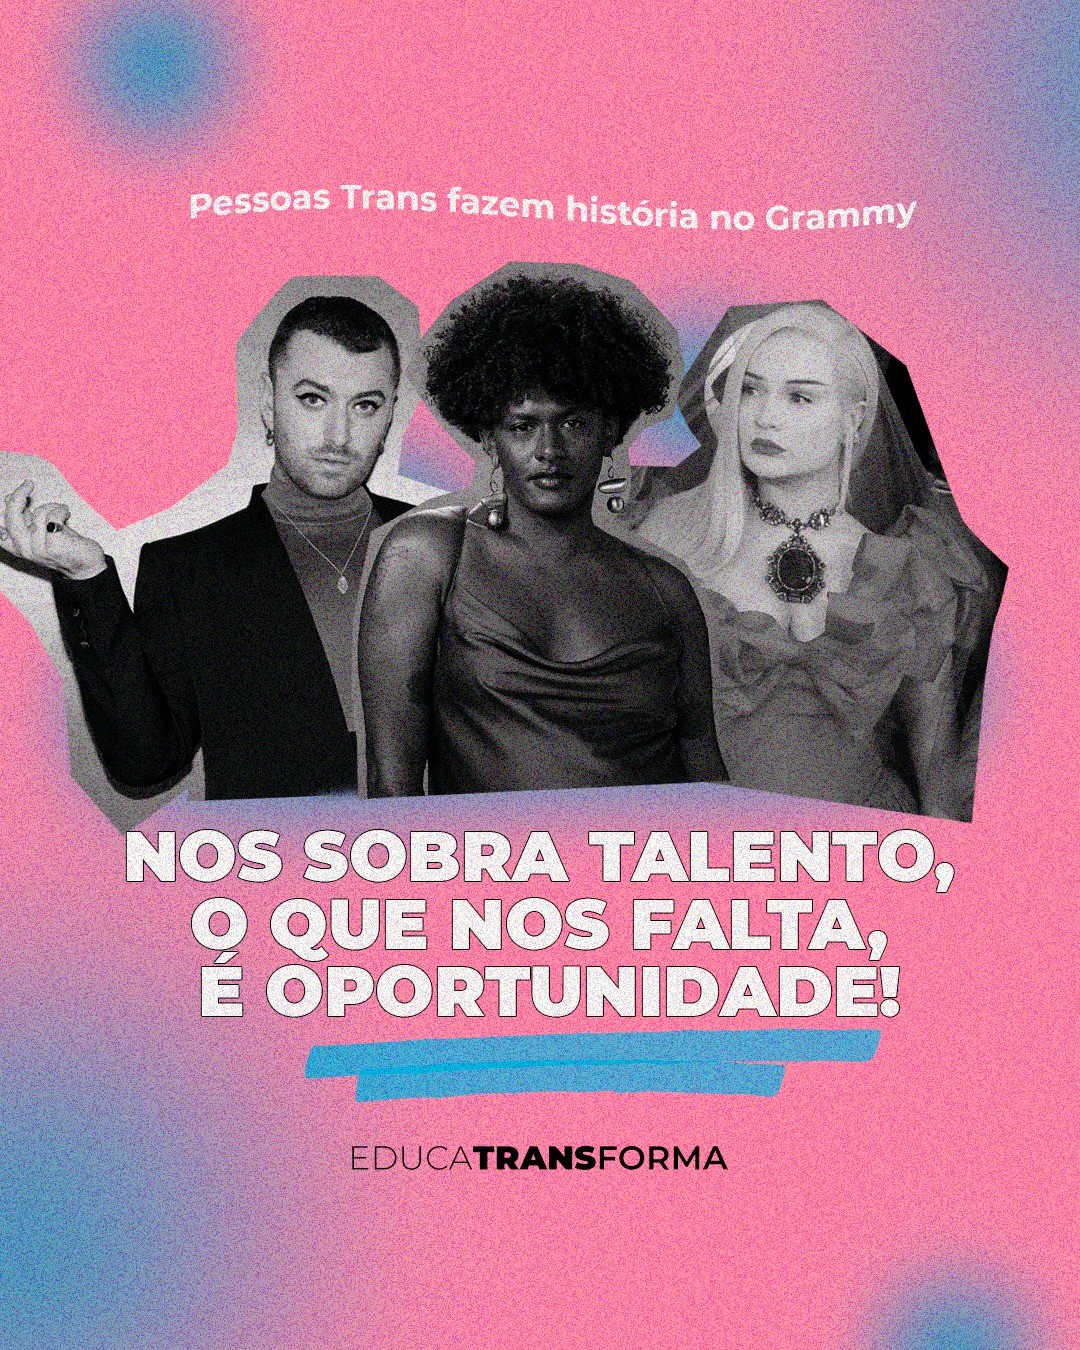 Pessoas Trans fazem história no Grammy
NOS SOBRA TALENTO,
O QUE NOS FALTA,
É OPORTUNIDADE!
EDUCATRANSFORMA